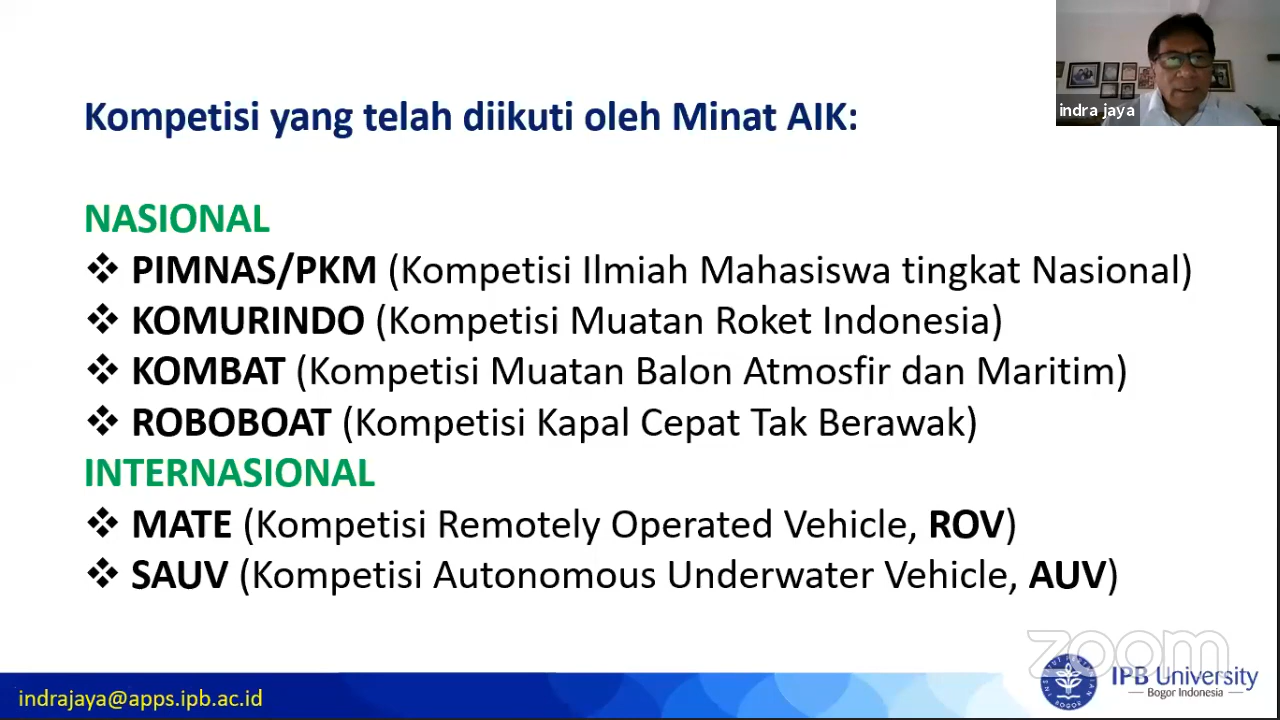 indra jaya
Kompetisi yang telah diikuti oleh Minat AIK:
NASIONAL
❖ PIMNAS/PKM (Kompetisi Ilmiah Mahasiswa tingkat Nasional)
❖ KOMURINDO (Kompetisi Muatan Roket Indonesia)
❖ KOMBAT (Kompetisi Muatan Balon Atmosfir dan Maritim)
❖ ROBOBOAT (Kompetisi Kapal Cepat Tak Berawak)
INTERNASIONAL
❖ MATE (Kompetisi Remotely Operated Vehicle, ROV)
❖ SAUV (Kompetisi Autonomous Underwater Vehicle, AUV)
zoom
IPB University
Bogor Indonesia
indrajaya@apps.ipb.ac.id